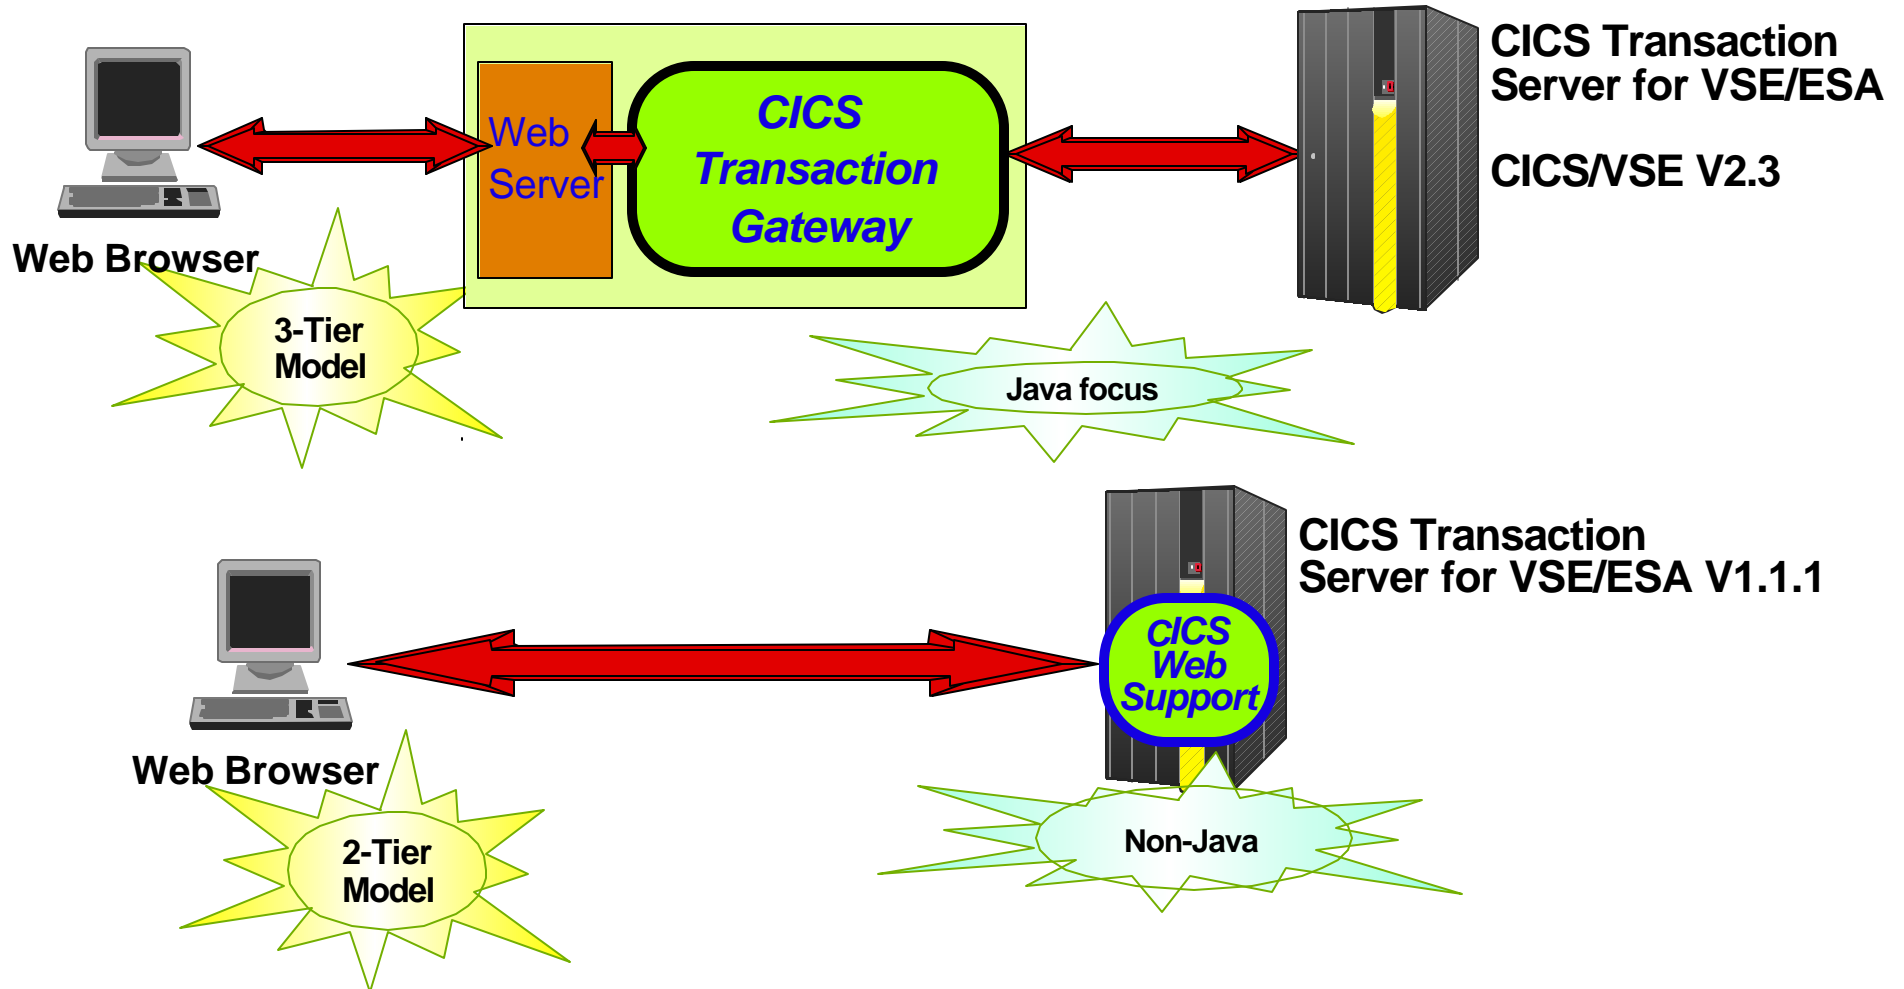 CICS Transaction
Server for VSE/ESA
CICS/VSE V2.3
Web
Server
CICS
Transaction
Gateway
Web Browser
3-Tier
Model
Java focus
CICS Transaction
Server for VSE/ESA V1.1.1
CICS
Web
Support
Web Browser
2-Tier
Model
Non-Java